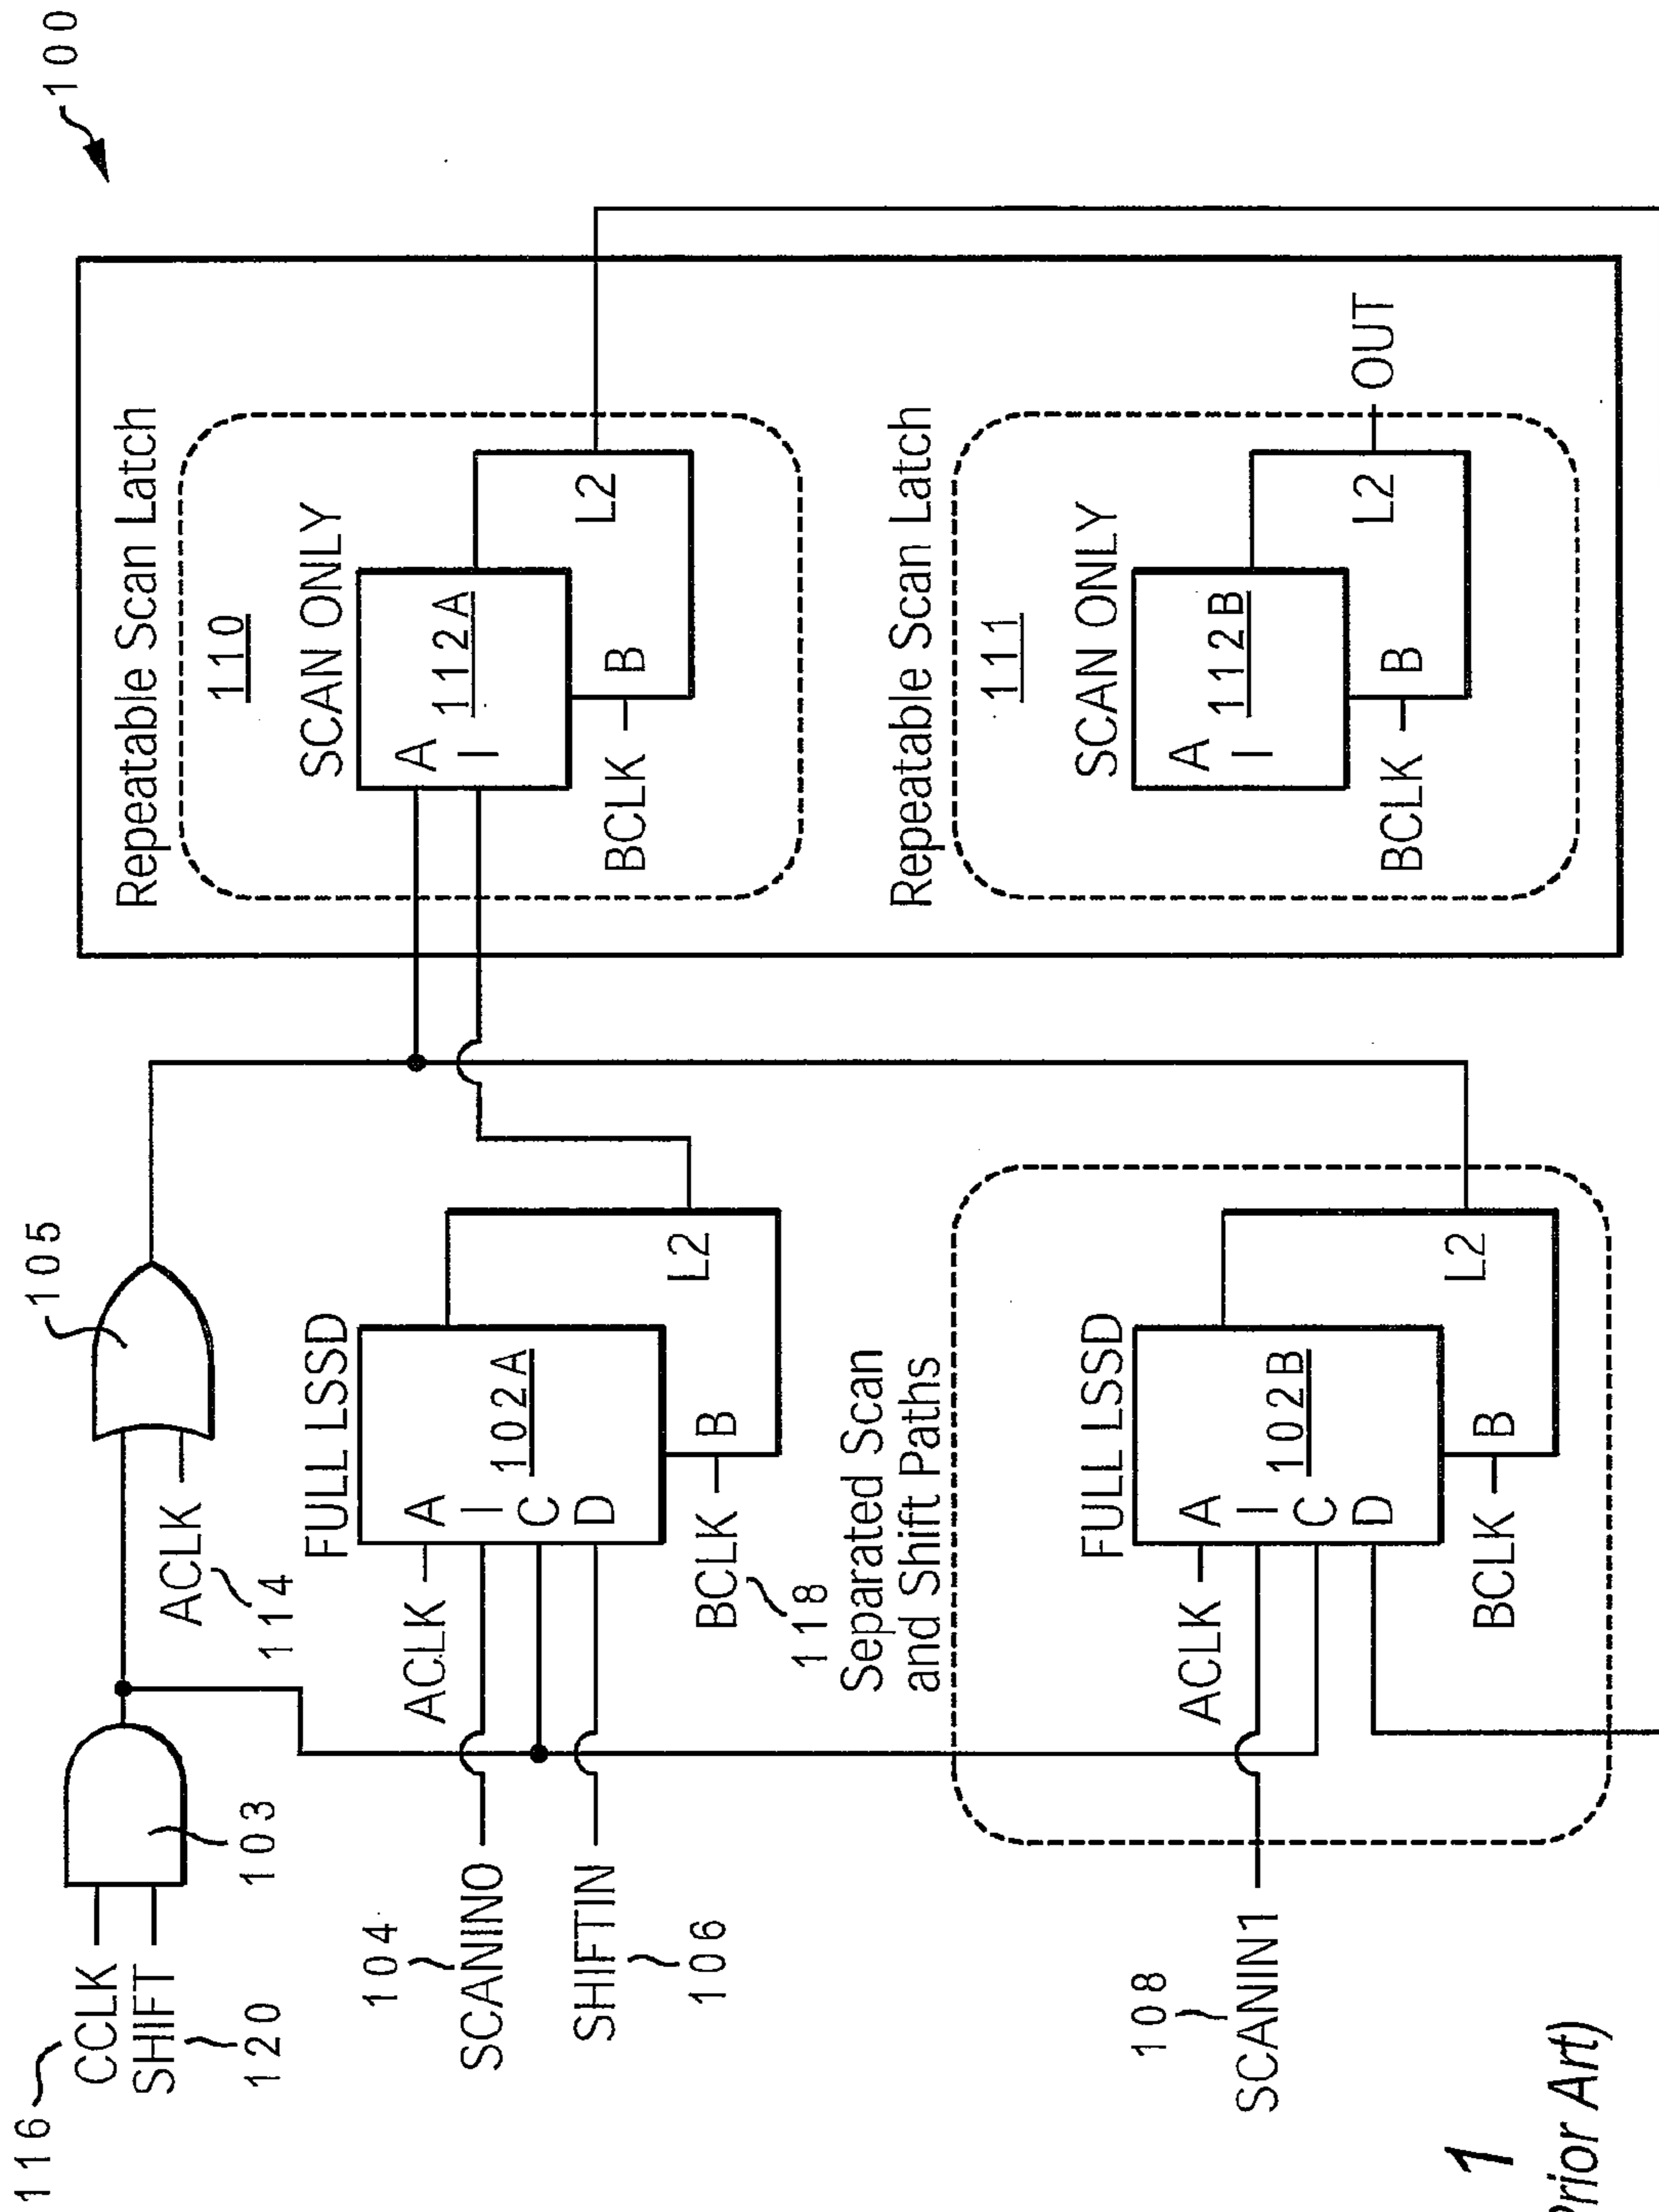 100
116
CCLK
SHIFT
120
103
105
ACLK
114
104
SCANIN0
SHIFTIN
106
FULL LSSD
A
I
C
D
102A
ACLK
BCLK
118
B
L2
Repeatable Scan Latch
110
SCAN ONLY
A
I
112A
BCLK
B
L2
Separated Scan
and Shift Paths
108
SCANIN1
FULL LSSD
A
I
C
D
102B
ACLK
BCLK
B
L2
Repeatable Scan Latch
111
SCAN ONLY
A
I
112B
BCLK
B
L2
OUT
1
Prior Art)